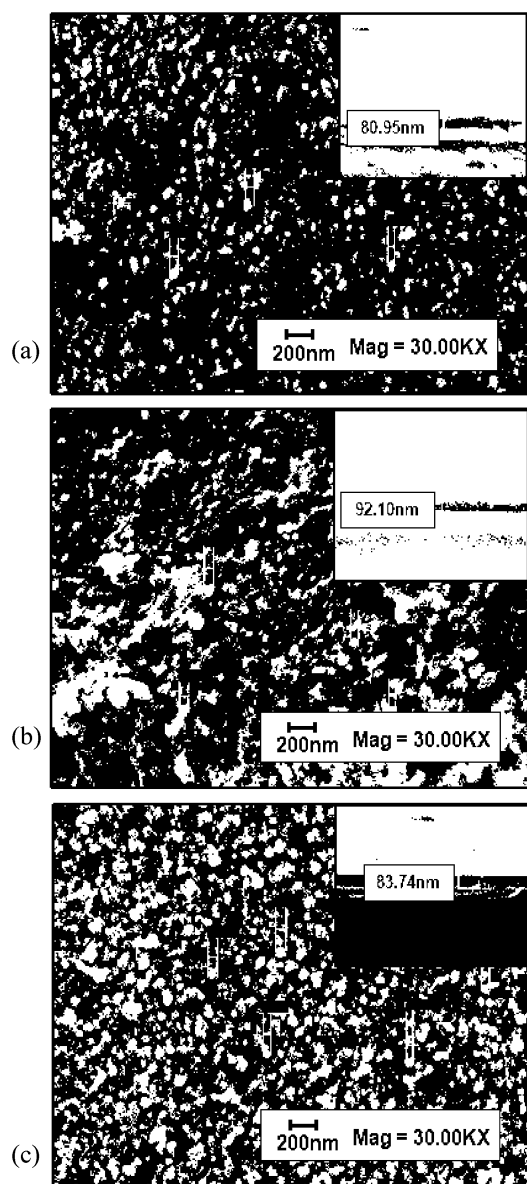 80.95nm
(a)
200nm Mag = 30.00KX
92.10nm
(b)
200nm Mag = 30.00KX
83.74nm
(c)
200nm Mag = 30.00KX